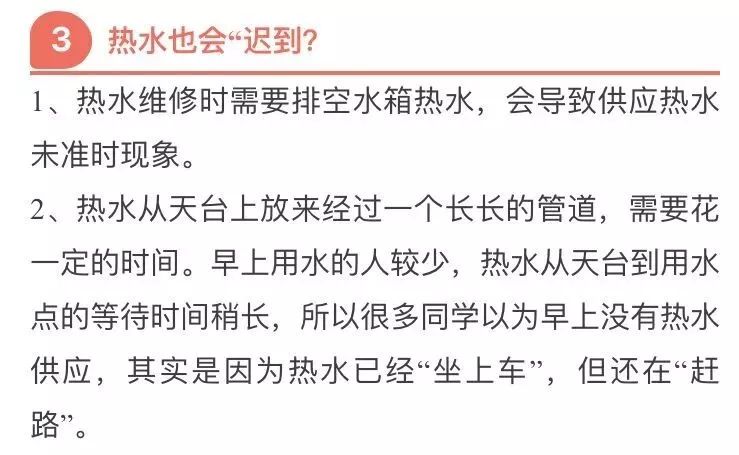 3 热水也会“迟到?
1、热水维修时需要排空水箱热水，会导致供应热水
未准时现象。
2、热水从天台上放来经过一个长长的管道，需要花
一定的时间。早上用水的人较少，热水从天台到用水
点的等待时间稍长，所以很多同学以为早上没有热水
供应，其实是因为热水已经“坐上车”，但还在“赶
路”。